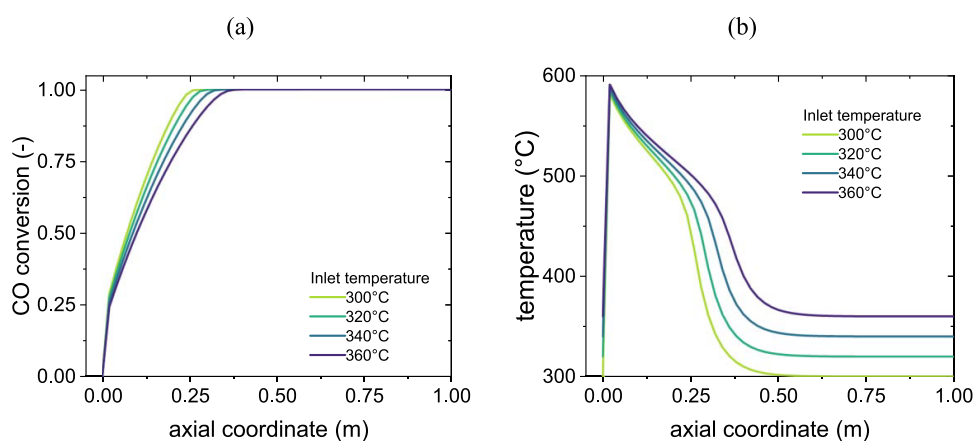 (a)
1.00
0.75
0.50
0.25
0.00
CO conversion (-)
Inlet temperature
300°C
320°C
340°C
360°C
0.00 0.25 0.50 0.75 1.00
axial coordinate (m)
(b)
600
500
400
300
temperature (°C)
Inlet temperature
300°C
320°C
340°C
360°C
0.00 0.25 0.50 0.75 1.00
axial coordinate (m)